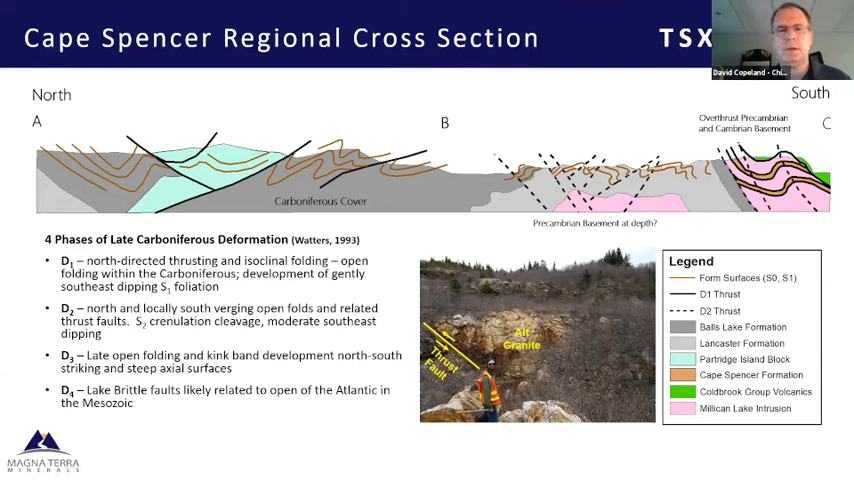 Cape Spencer Regional Cross Section
TSX
David Copeland - Chi...
North
South
A
B
C
Overthrust Precambrian
and Cambrian Basement
Carboniferous Cover
Precambrian Basement at depth?
4 Phases of Late Carboniferous Deformation (Watters, 1993)
• D1 – north-directed thrusting and isoclinal folding – open
folding within the Carboniferous; development of gently
southeast dipping S1 foliation
• D2 – north and locally south verging open folds and related
thrust faults. S2 crenulation cleavage, moderate southeast
dipping
• D3 – Late open folding and kink band development north-south
striking and steep axial surfaces
• D4 – Lake Brittle faults likely related to open of the Atlantic in
the Mesozoic
Alt
Granite
Thrust
Fault
Legend
Form Surfaces (S0, S1)
D1 Thrust
D2 Thrust
Balls Lake Formation
Lancaster Formation
Partridge Island Block
Cape Spencer Formation
Coldbrook Group Volcanics
Millican Lake Intrusion
MAGNA TERRA
MINERALS